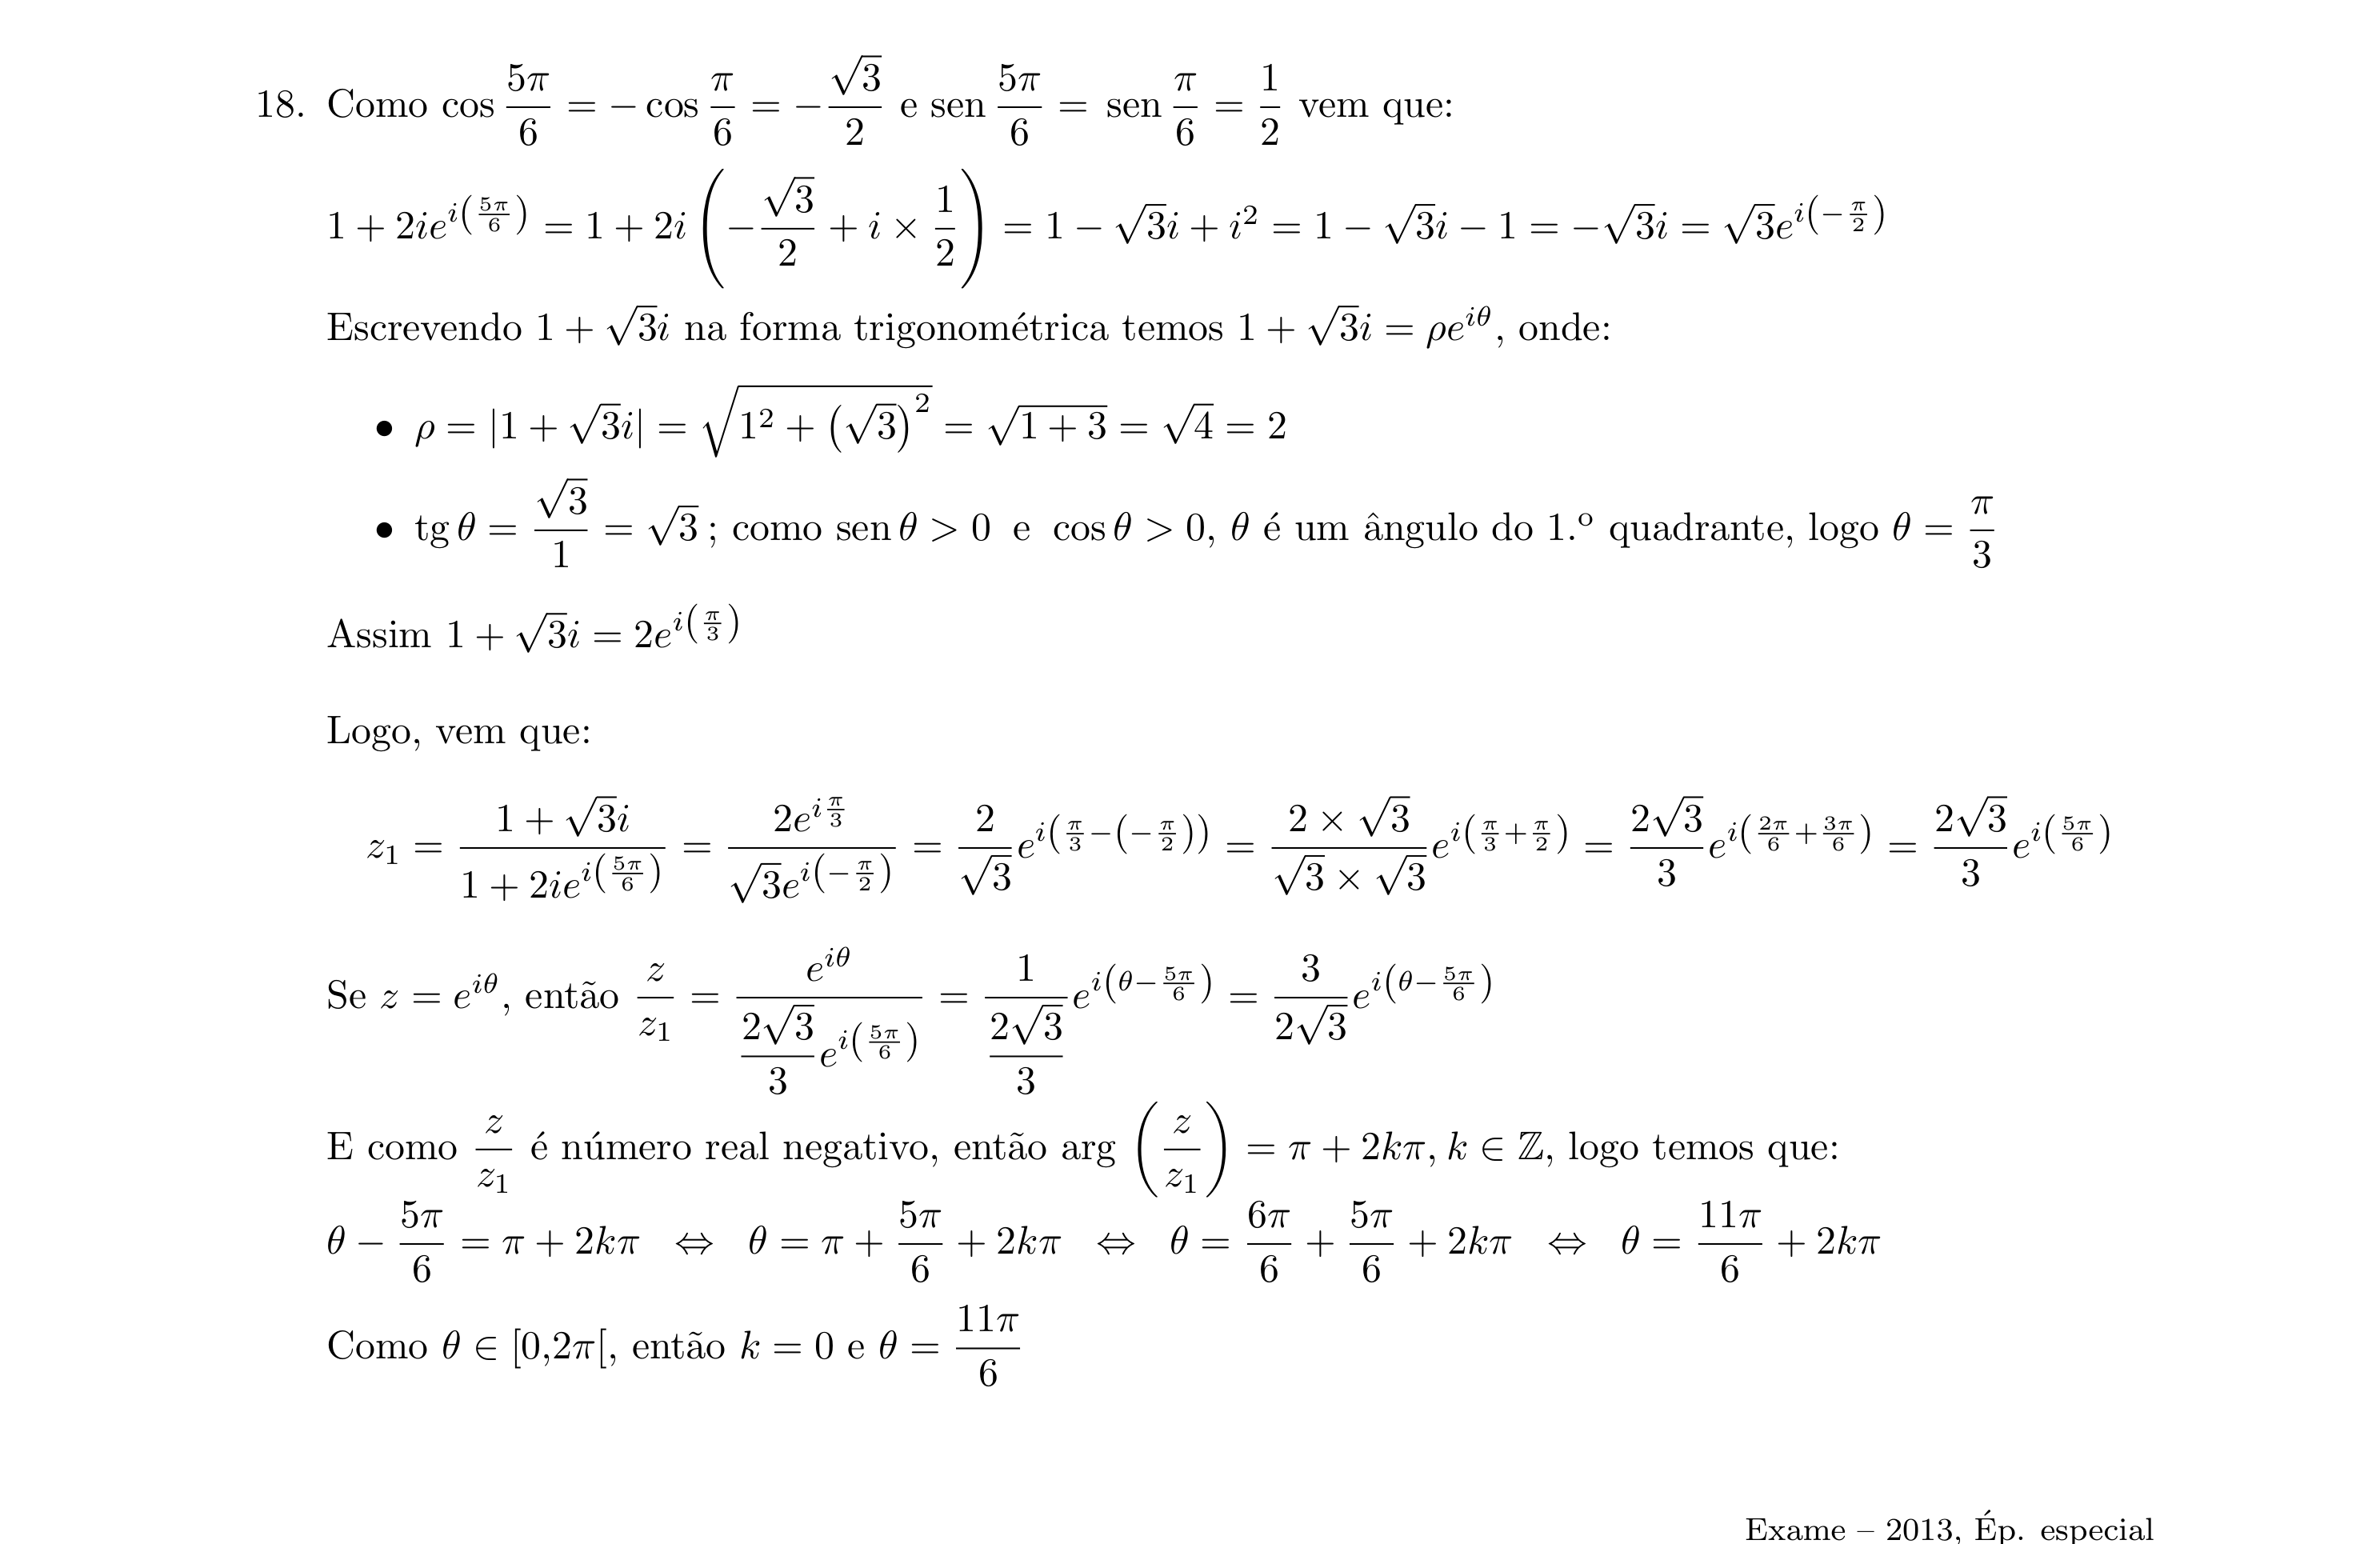 18. Como cos 5π/6 = − cos π/6 = −√3/2 e sen 5π/6 = sen π/6 = 1/2 vem que:
1 + 2ie^{i(5π/6)} = 1 + 2i (−√3/2 + i × 1/2) = 1 − √3i + i² = 1 − √3i − 1 = −√3i = √3e^{i(−π/2)}
Escrevendo 1 + √3i na forma trigonométrica temos 1 + √3i = ρe^{iθ}, onde:
• ρ = |1 + √3i| = √(1² + (√3)²) = √(1 + 3) = √4 = 2
• tg θ = √3/1 = √3 ; como sen θ > 0 e cos θ > 0, θ é um ângulo do 1.º quadrante, logo θ = π/3
Assim 1 + √3i = 2e^{i(π/3)}
Logo, vem que:
z₁ = (1 + √3i)/(1 + 2ie^{i(5π/6)}) = (2e^{iπ/3})/(√3e^{i(−π/2)}) = 2/√3 e^{i(π/3−(−π/2))} = (2 × √3)/(√3 × √3) e^{i(π/3+π/2)} = 2√3/3 e^{i(2π/6+3π/6)} = 2√3/3 e^{i(5π/6)}
Se z = e^{iθ}, então z/z₁ = e^{iθ}/(2√3/3 e^{i(5π/6)}) = 1/(2√3/3) e^{i(θ−5π/6)} = 3/(2√3) e^{i(θ−5π/6)}
E como z/z₁ é número real negativo, então arg (z/z₁) = π + 2kπ, k ∈ ℤ, logo temos que:
θ − 5π/6 = π + 2kπ ⇔ θ = π + 5π/6 + 2kπ ⇔ θ = 6π/6 + 5π/6 + 2kπ ⇔ θ = 11π/6 + 2kπ
Como θ ∈ [0,2π[, então k = 0 e θ = 11π/6
Exame – 2013, Ép. especial